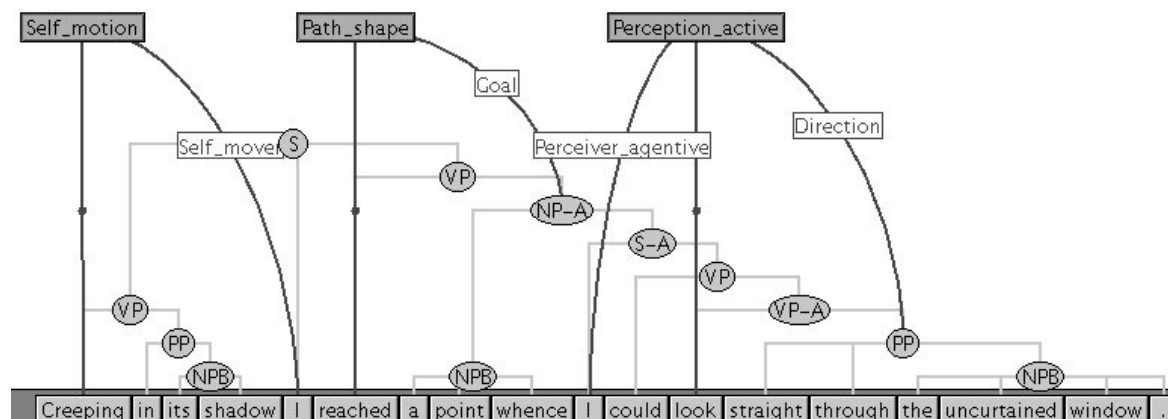 Self_motion Path_shape Perception_active
Goal
Direction
Self_mover S Perceiver_agentive
VP
NP-A
S-A
VP
VP VP-A
PP PP
NPB NPB NPB
Creeping in its shadow I reached a point whence I could look straight through the uncurtained window .